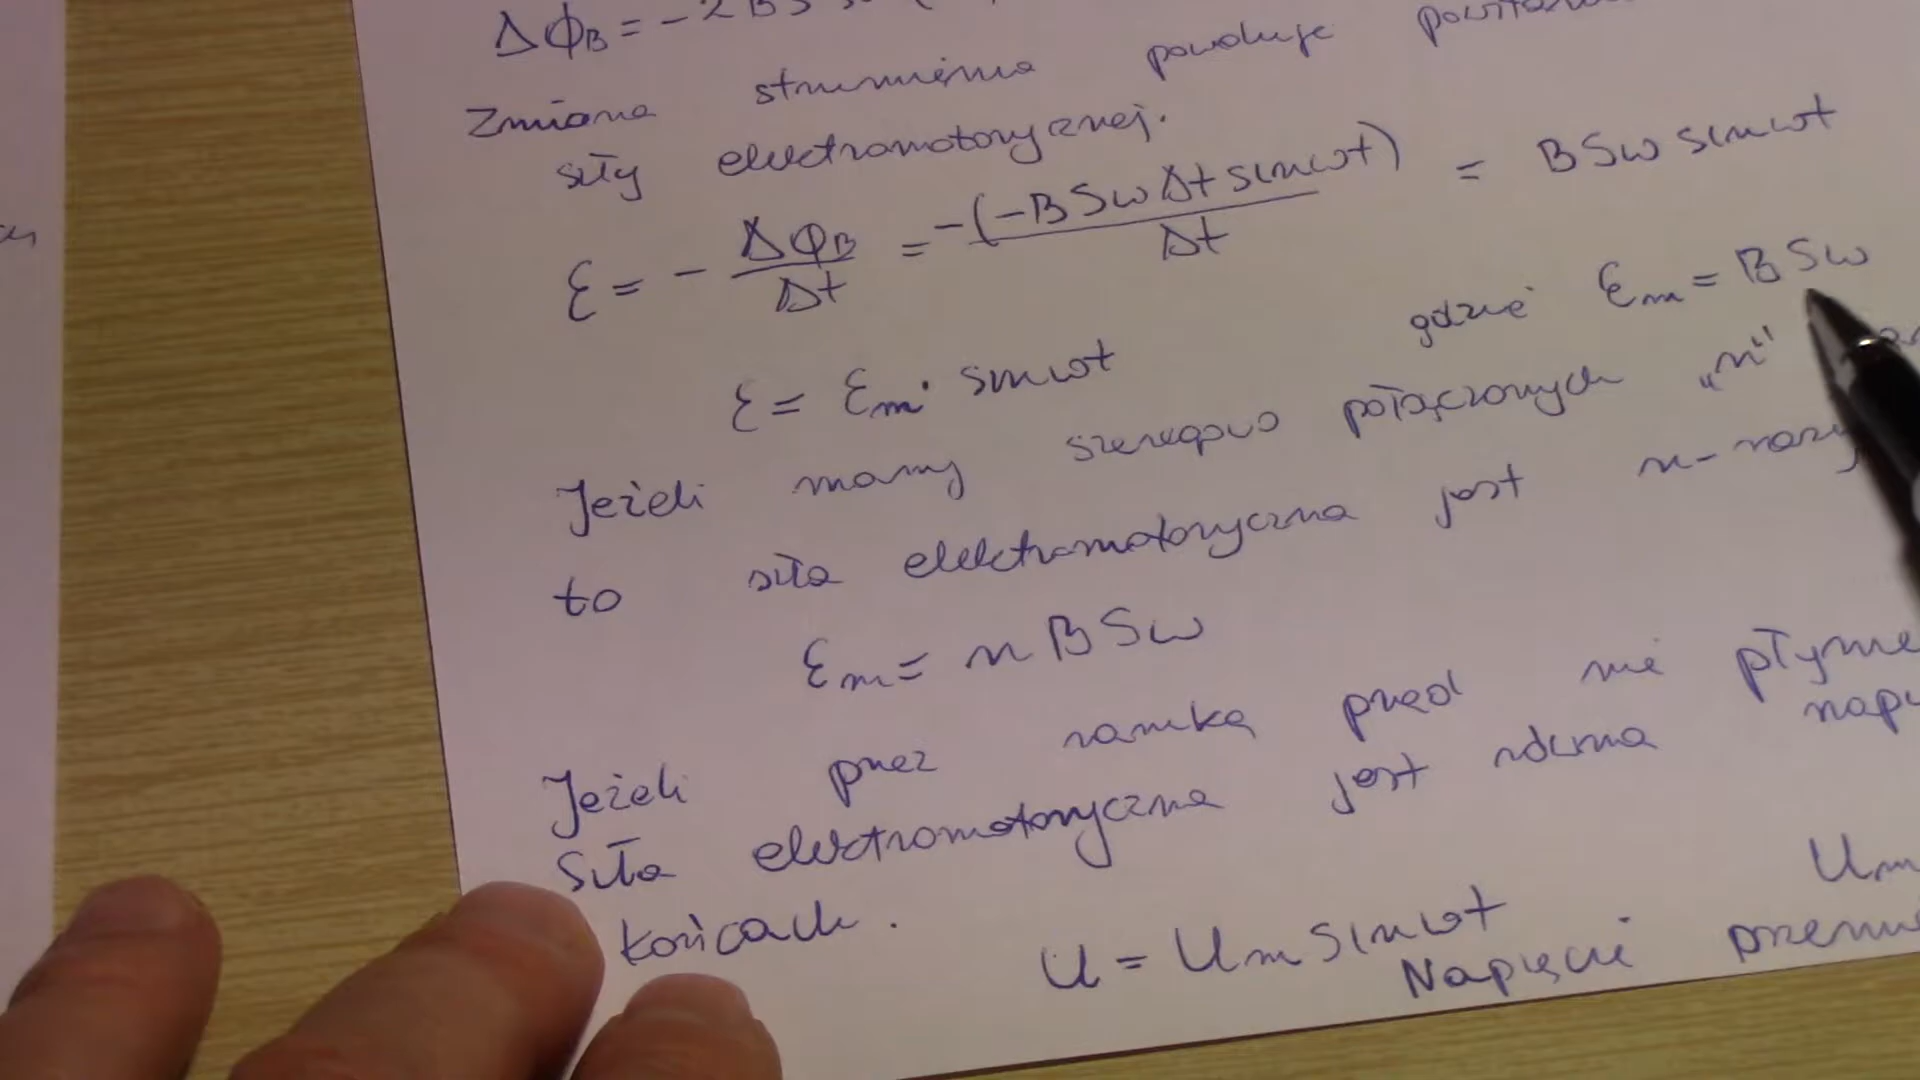 ΔΦB = -2BS
Zmiana strumienia powoduje
siły elektromotorycznej.
ε = - ΔΦB/Δt = -(-BSωΔt sinωt)/Δt = BSω sinωt
ε = εm · sinωt gdzie εm = BSω
Jeżeli mamy szeregowo połączonych „n"
to siła elektromotoryczna jest n-razy
εm = nBSω
Jeżeli przez ramkę prąd nie płynie
Siła elektromotoryczna jest równa
końcach.
U = Um sinωt Um
Napięcie